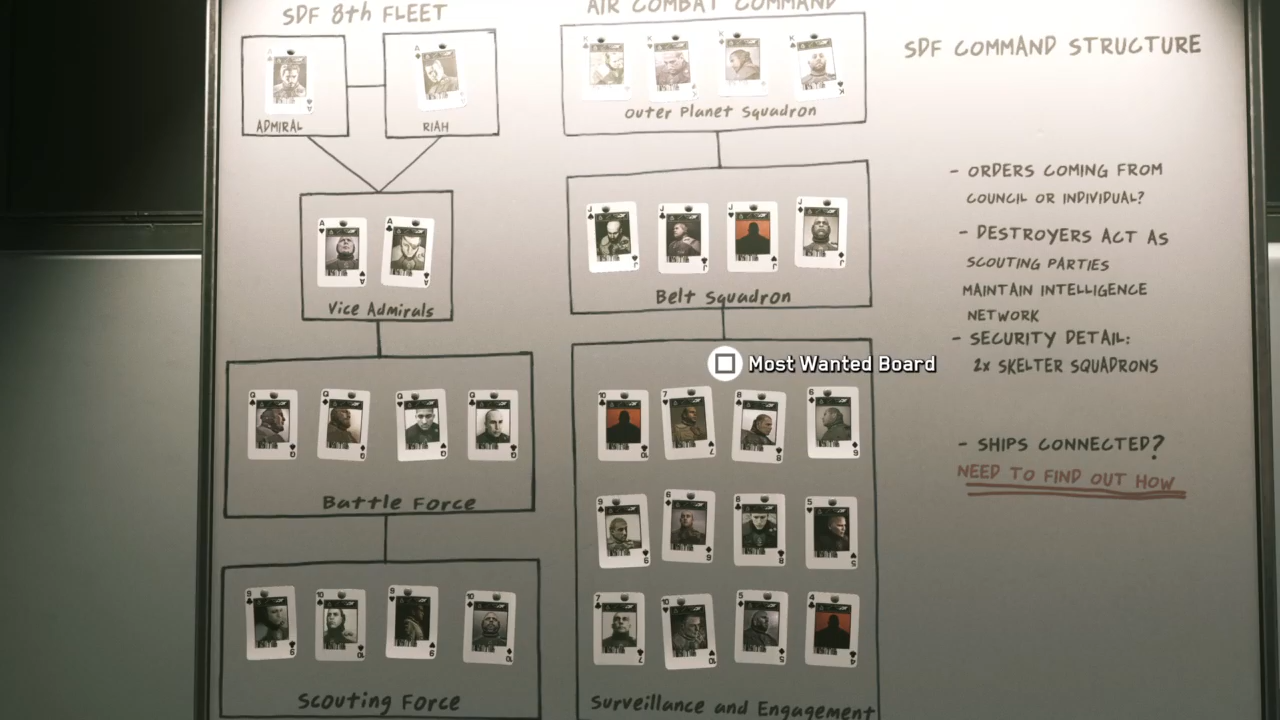 SDF 8th FLEET
ADMIRAL
RIAH
Vice Admirals
Battle Force
Scouting Force
AIR COMBAT COMMAND
Outer Planet Squadron
Belt Squadron
Most Wanted Board
Surveillance and Engagement
SDF COMMAND STRUCTURE
- ORDERS COMING FROM
COUNCIL OR INDIVIDUAL?
- DESTROYERS ACT AS
SCOUTING PARTIES
MAINTAIN INTELLIGENCE
NETWORK
- SECURITY DETAIL:
2x SKELTER SQUADRONS
- SHIPS CONNECTED?
NEED TO FIND OUT HOW